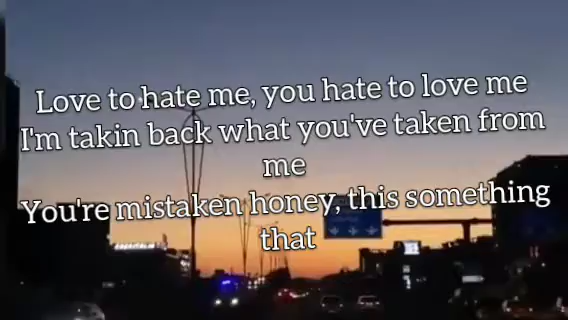 Love to hate me, you hate to love me
I'm takin back what you've taken from
me
You're mistaken honey, this something
that